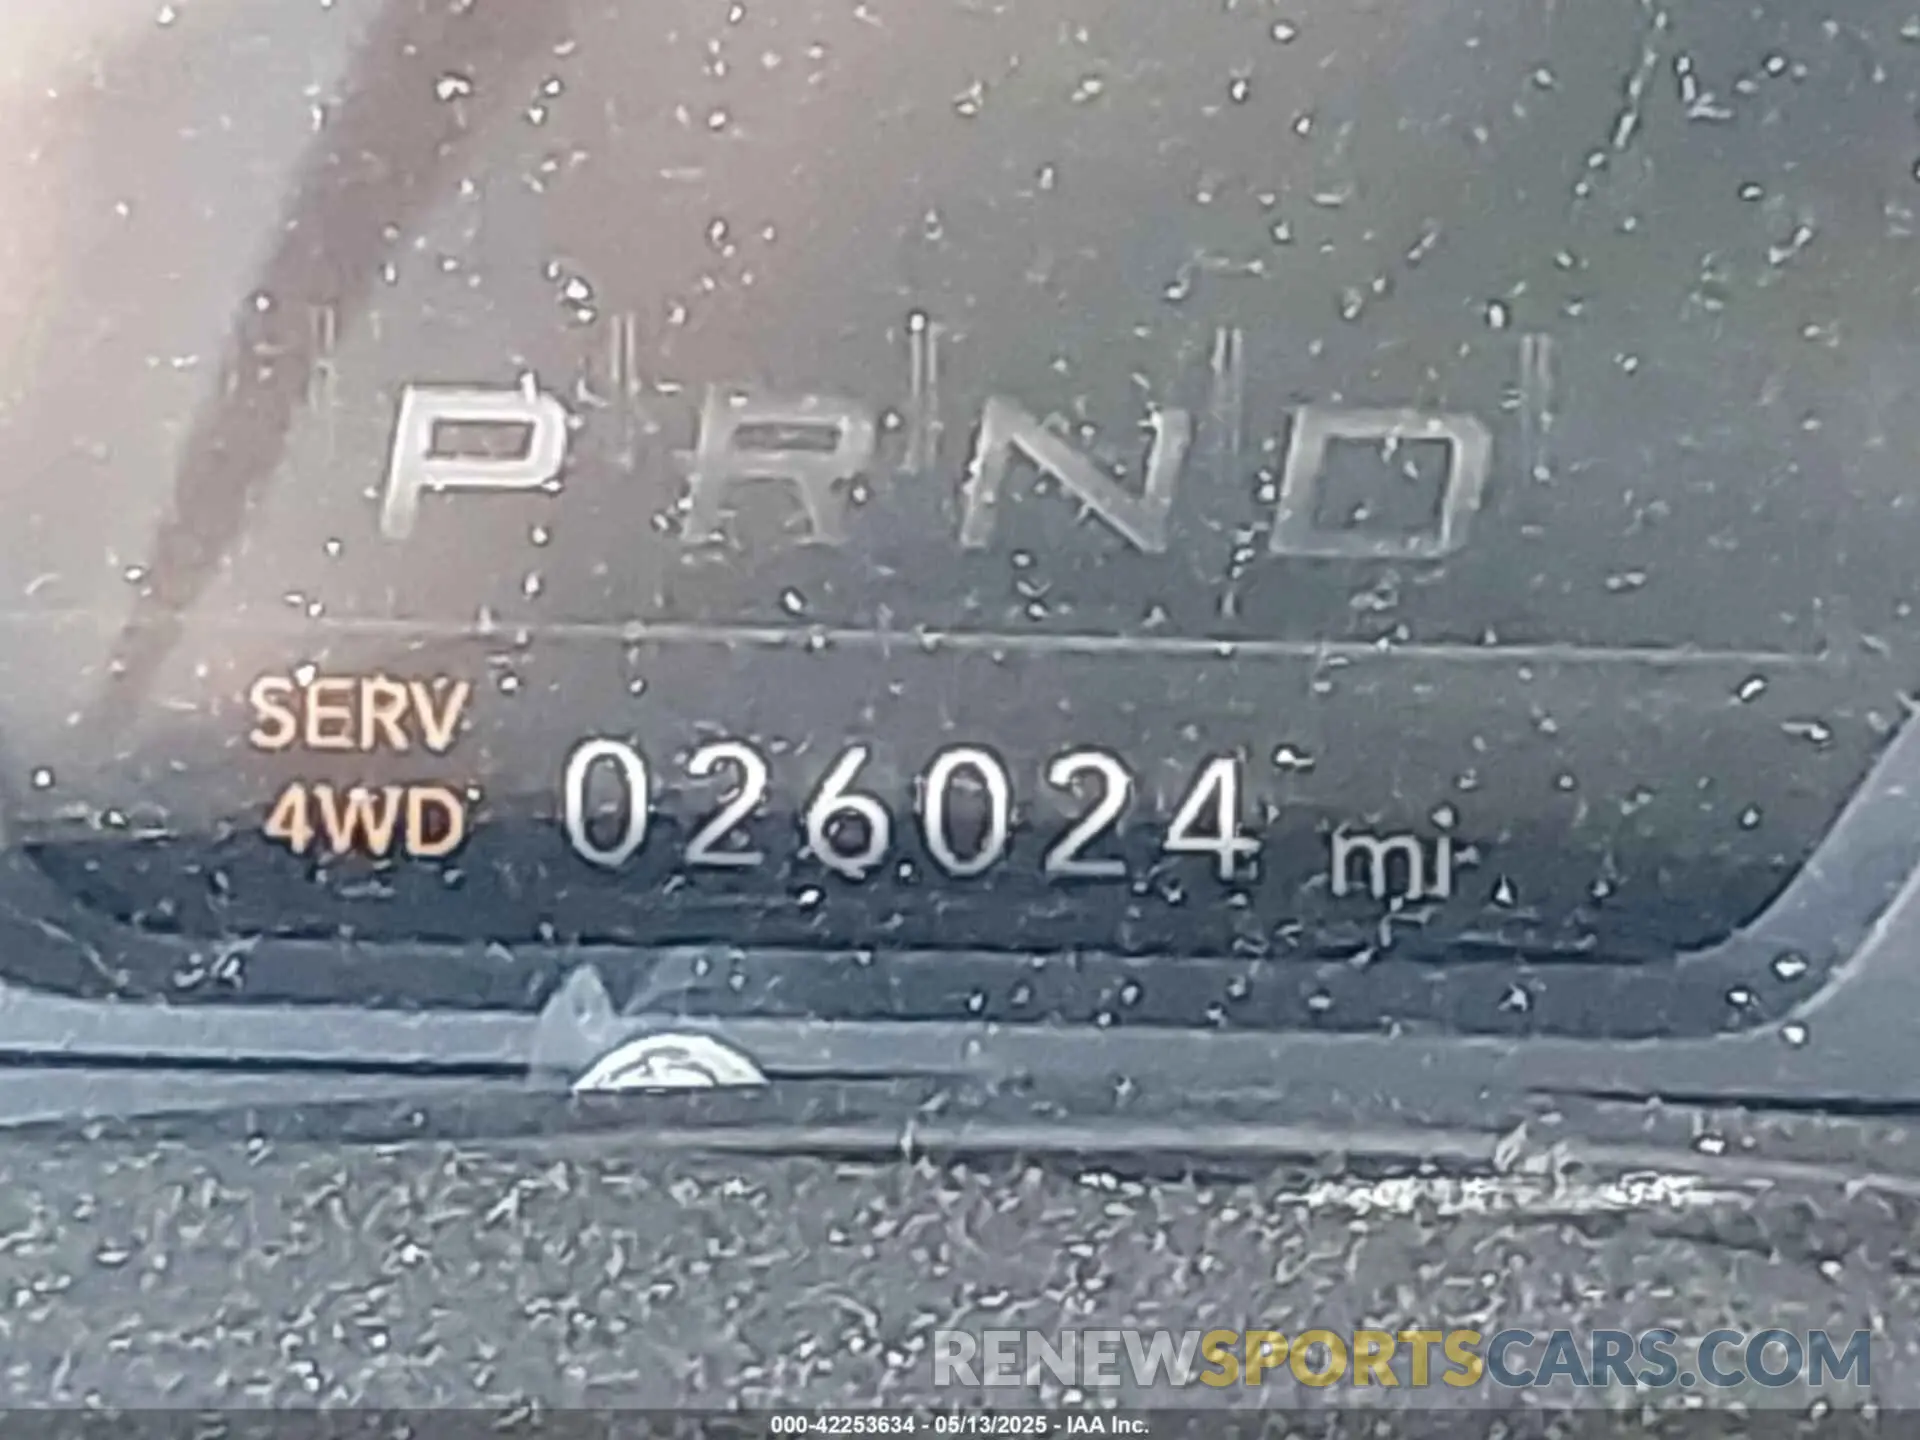 P R N D
SERV
4WD
026024 mi
RENEWSPORTSCARS.COM
000-42253634 - 05/13/2025 - IAA Inc.